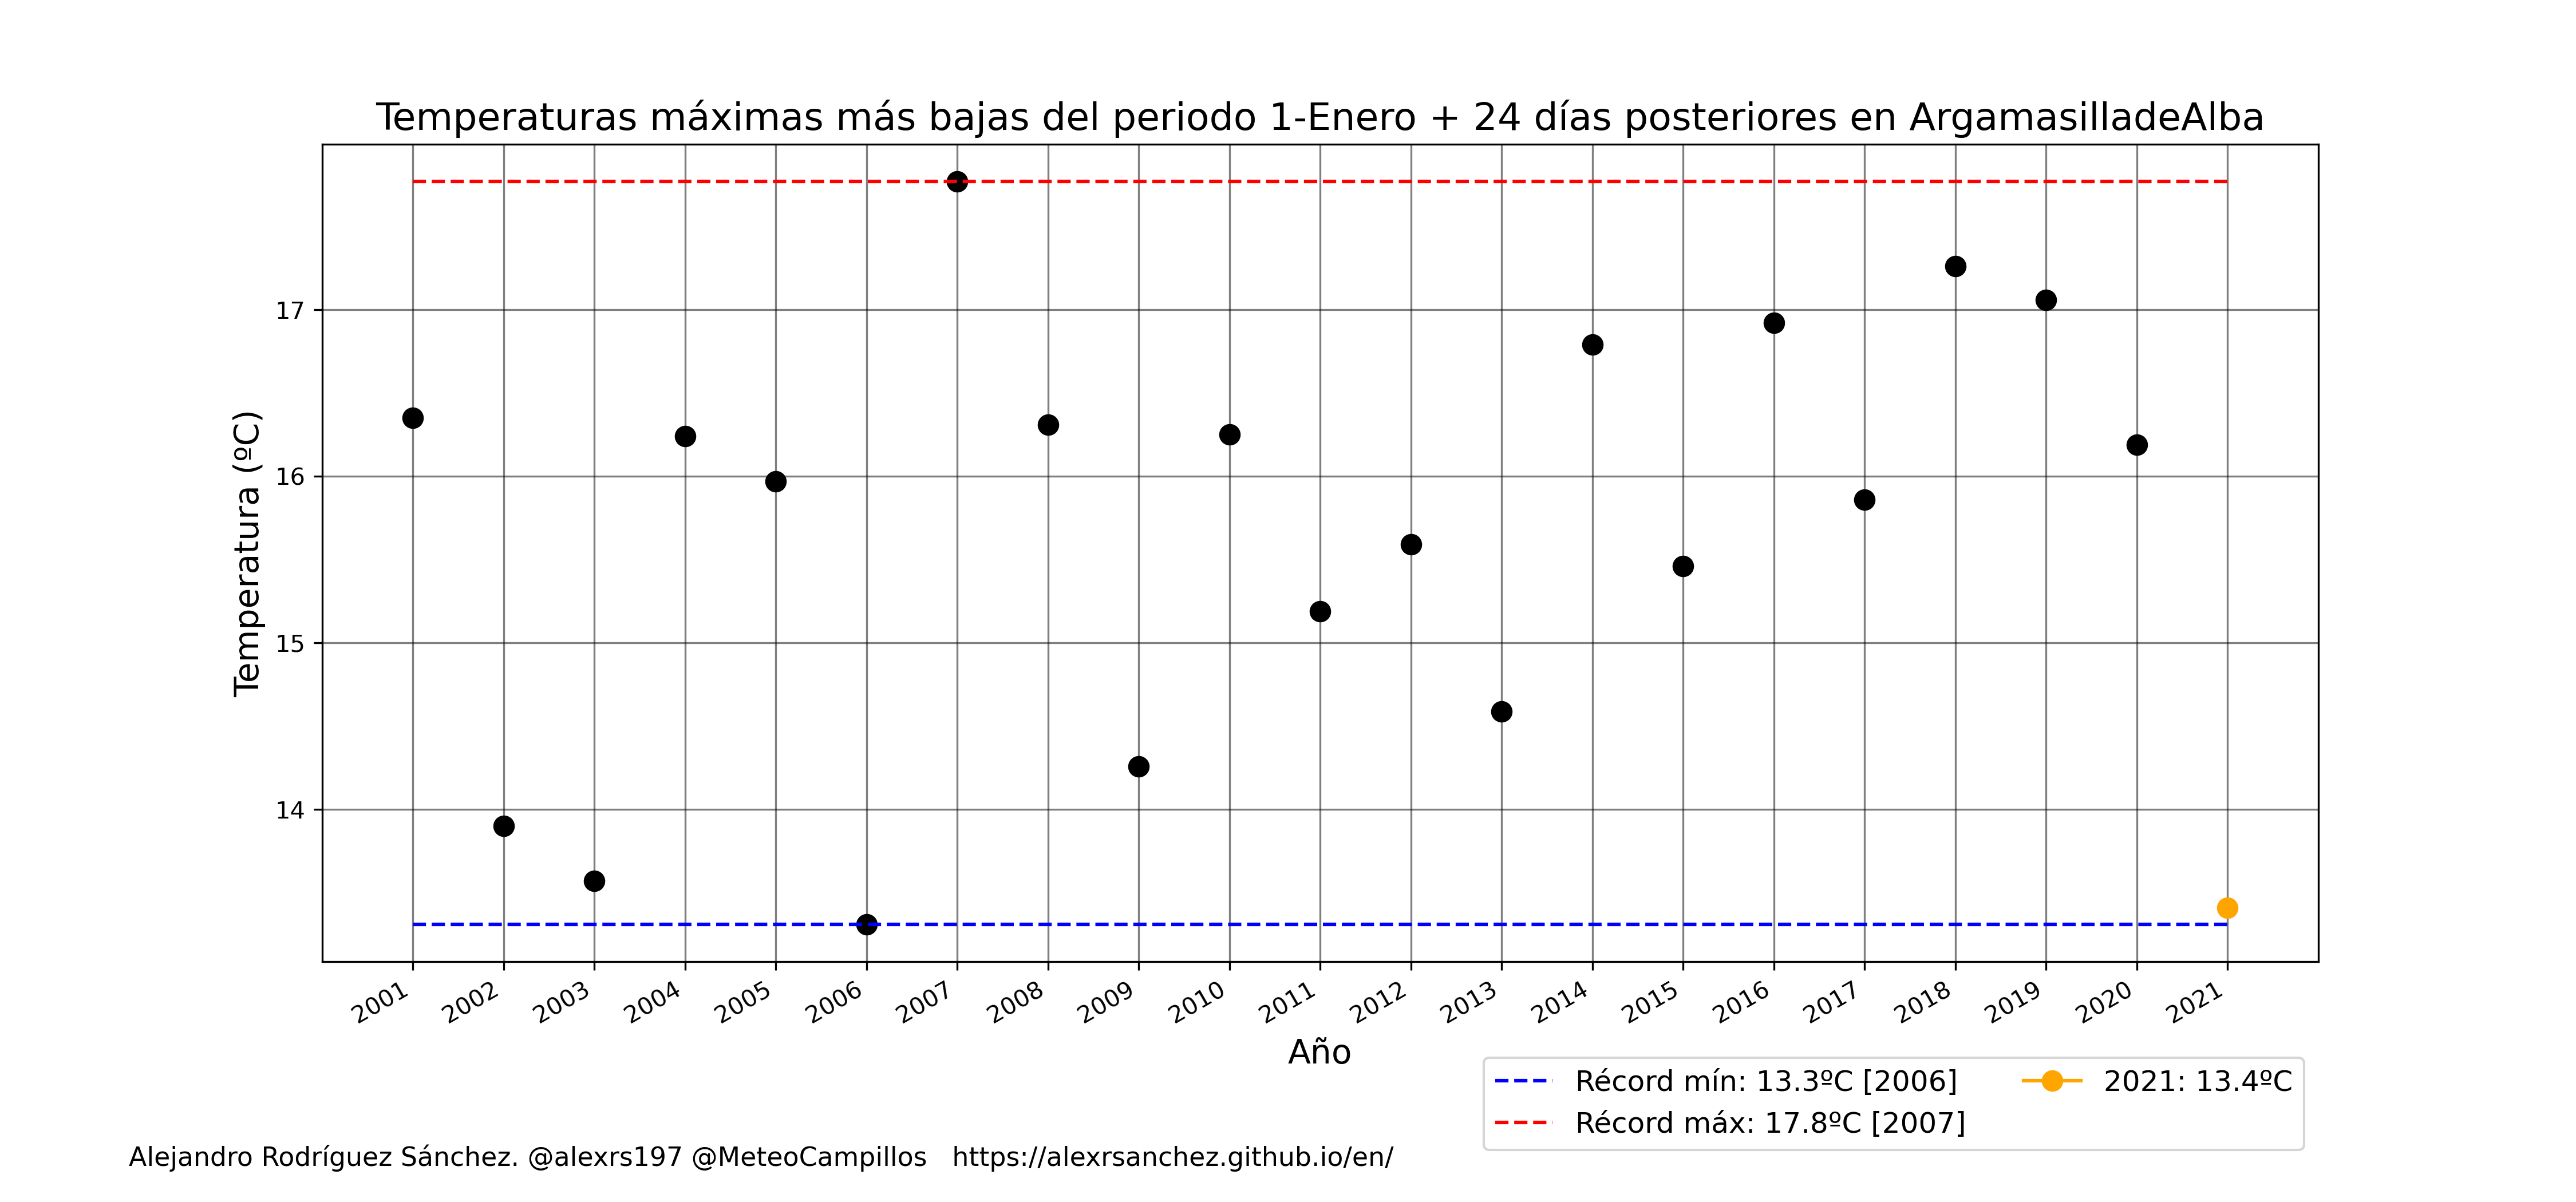 Temperaturas máximas más bajas del periodo 1-Enero + 24 días posteriores en ArgamasilladeAlba
Temperatura (ºC)
17
16
15
14
2001 2002 2003 2004 2005 2006 2007 2008 2009 2010 2011 2012 2013 2014 2015 2016 2017 2018 2019 2020 2021
Año
Récord mín: 13.3ºC [2006]
Récord máx: 17.8ºC [2007]
2021: 13.4ºC
Alejandro Rodríguez Sánchez. @alexrs197 @MeteoCampillos https://alexrsanchez.github.io/en/